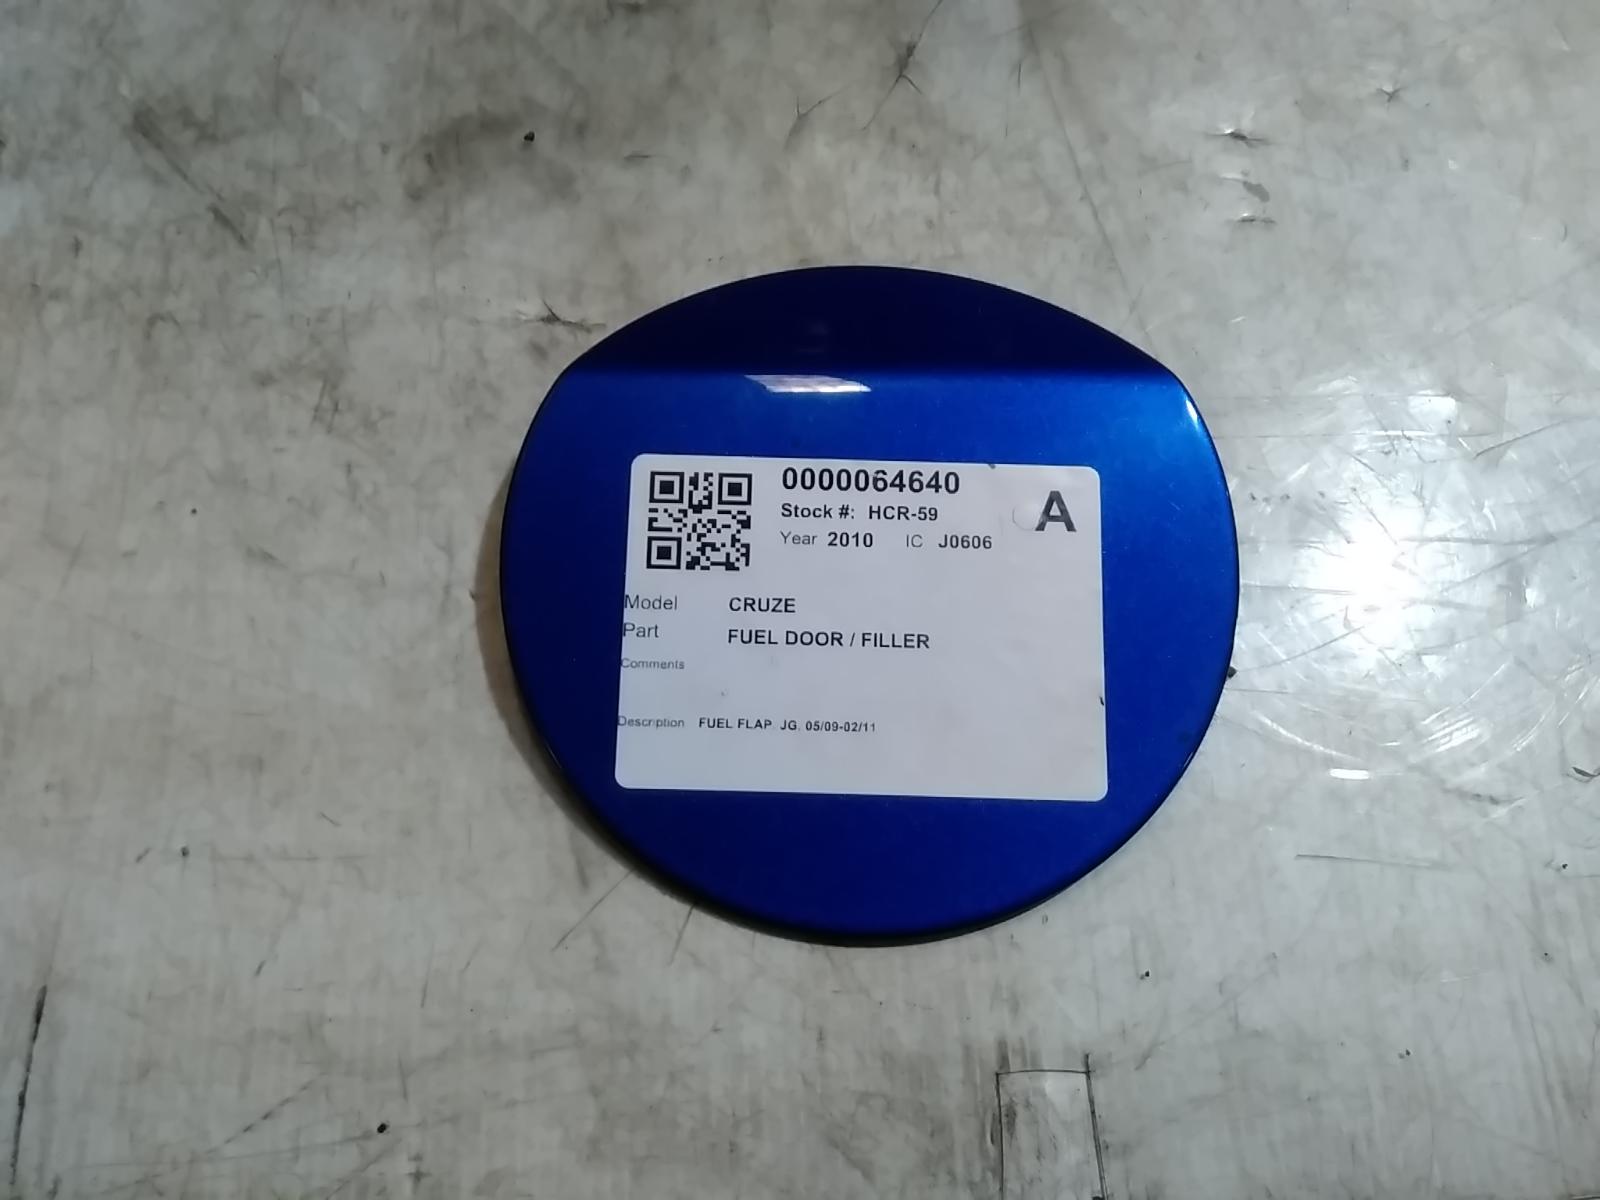 0000064640
A
Stock #: HCR-59
Year 2010 IC J0606
Model CRUZE
Part FUEL DOOR / FILLER
Comments
Description FUEL FLAP, JG, 05/09-02/11